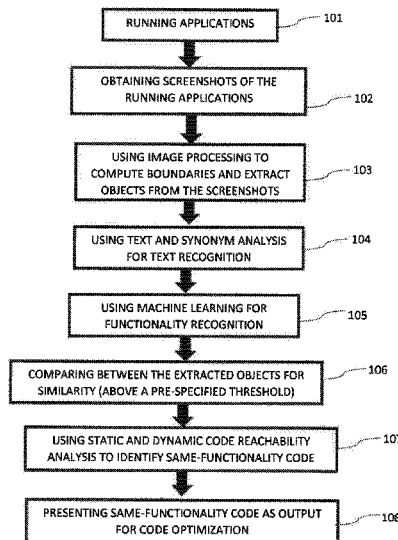 RUNNING APPLICATIONS
101
OBTAINING SCREENSHOTS OF THE
RUNNING APPLICATIONS
102
USING IMAGE PROCESSING TO
COMPUTE BOUNDARIES AND EXTRACT
OBJECTS FROM THE SCREENSHOTS
103
USING TEXT AND SYNONYM ANALYSIS
FOR TEXT RECOGNITION
104
USING MACHINE LEARNING FOR
FUNCTIONALITY RECOGNITION
105
COMPARING BETWEEN THE EXTRACTED OBJECTS FOR
SIMILARITY (ABOVE A PRE-SPECIFIED THRESHOLD)
106
USING STATIC AND DYNAMIC CODE REACHABILITY
ANALYSIS TO IDENTIFY SAME-FUNCTIONALITY CODE
107
PRESENTING SAME-FUNCTIONALITY CODE AS OUTPUT
FOR CODE OPTIMIZATION
108